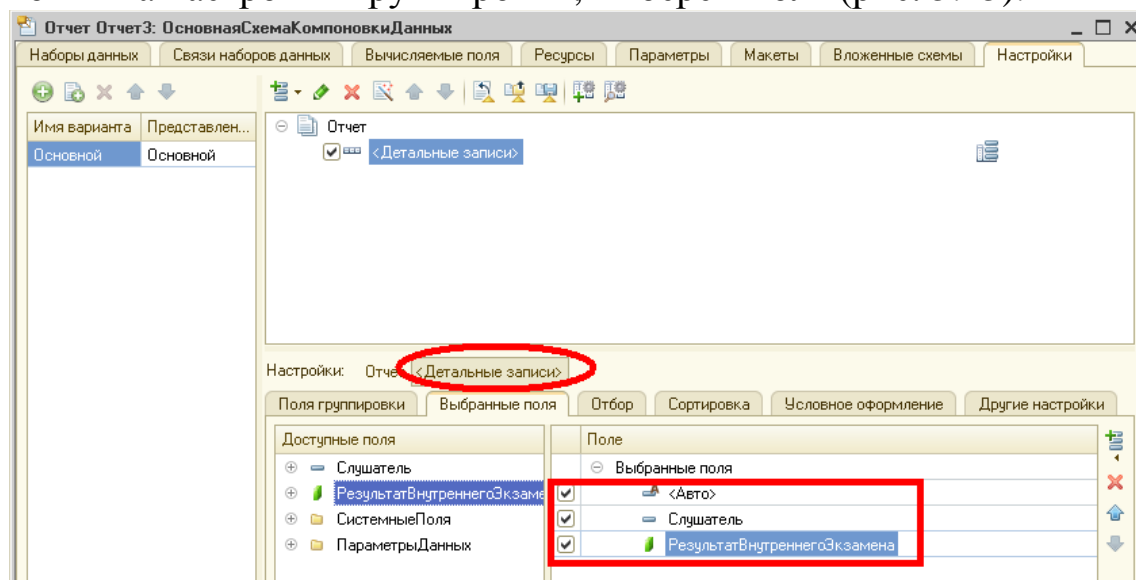 Отчет Отчет3: ОсновнаяСхемаКомпоновкиДанных
Наборы данных Связи наборов данных Вычисляемые поля Ресурсы Параметры Макеты Вложенные схемы Настройки
Имя варианта Представлен...
Основной Основной
Отчет
<Детальные записи>
Настройки: Отчет <Детальные записи>
Поля группировки Выбранные поля Отбор Сортировка Условное оформление Другие настройки
Доступные поля Поле
Слушатель Выбранные поля
РезультатВнутреннегоЭкзаме <Авто>
СистемныеПоля Слушатель
ПараметрыДанных РезультатВнутреннегоЭкзамена